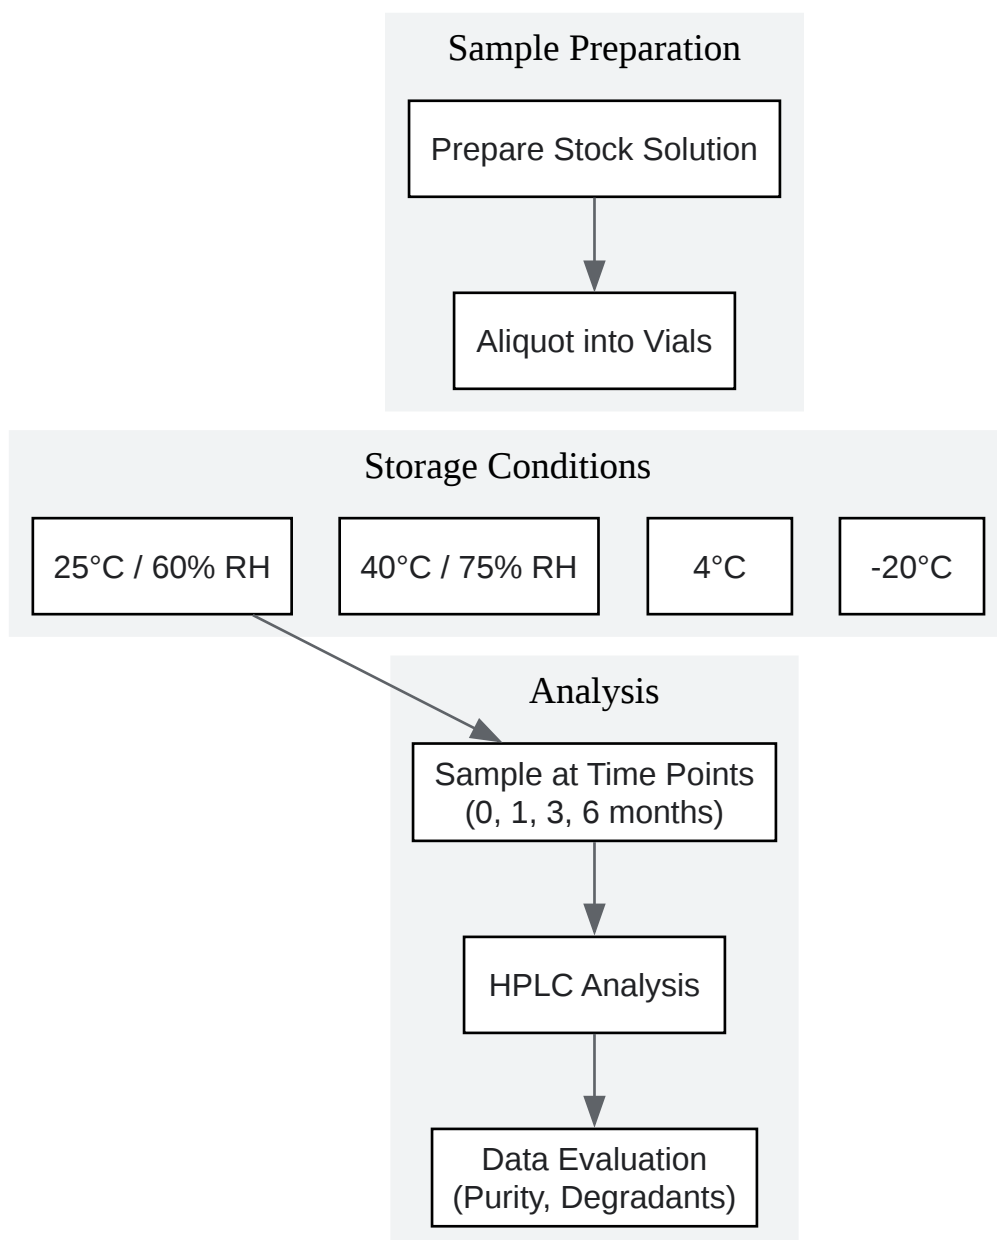 Sample Preparation
Prepare Stock Solution
Aliquot into Vials
Storage Conditions
25°C / 60% RH
40°C / 75% RH
4°C
-20°C
Analysis
Sample at Time Points
(0, 1, 3, 6 months)
HPLC Analysis
Data Evaluation
(Purity, Degradants)